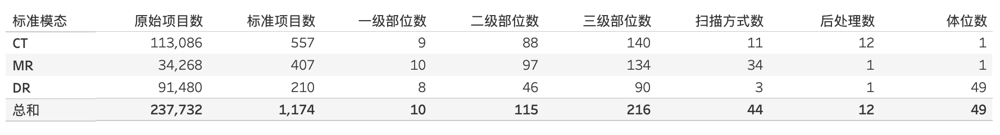 标准模态 原始项目数 标准项目数 一级部位数 二级部位数 三级部位数 扫描方式数 后处理数 体位数
CT 113,086 557 9 88 140 11 12 1
MR 34,268 407 10 97 134 34 1 1
DR 91,480 210 8 46 90 3 1 49
总和 237,732 1,174 10 115 216 44 12 49